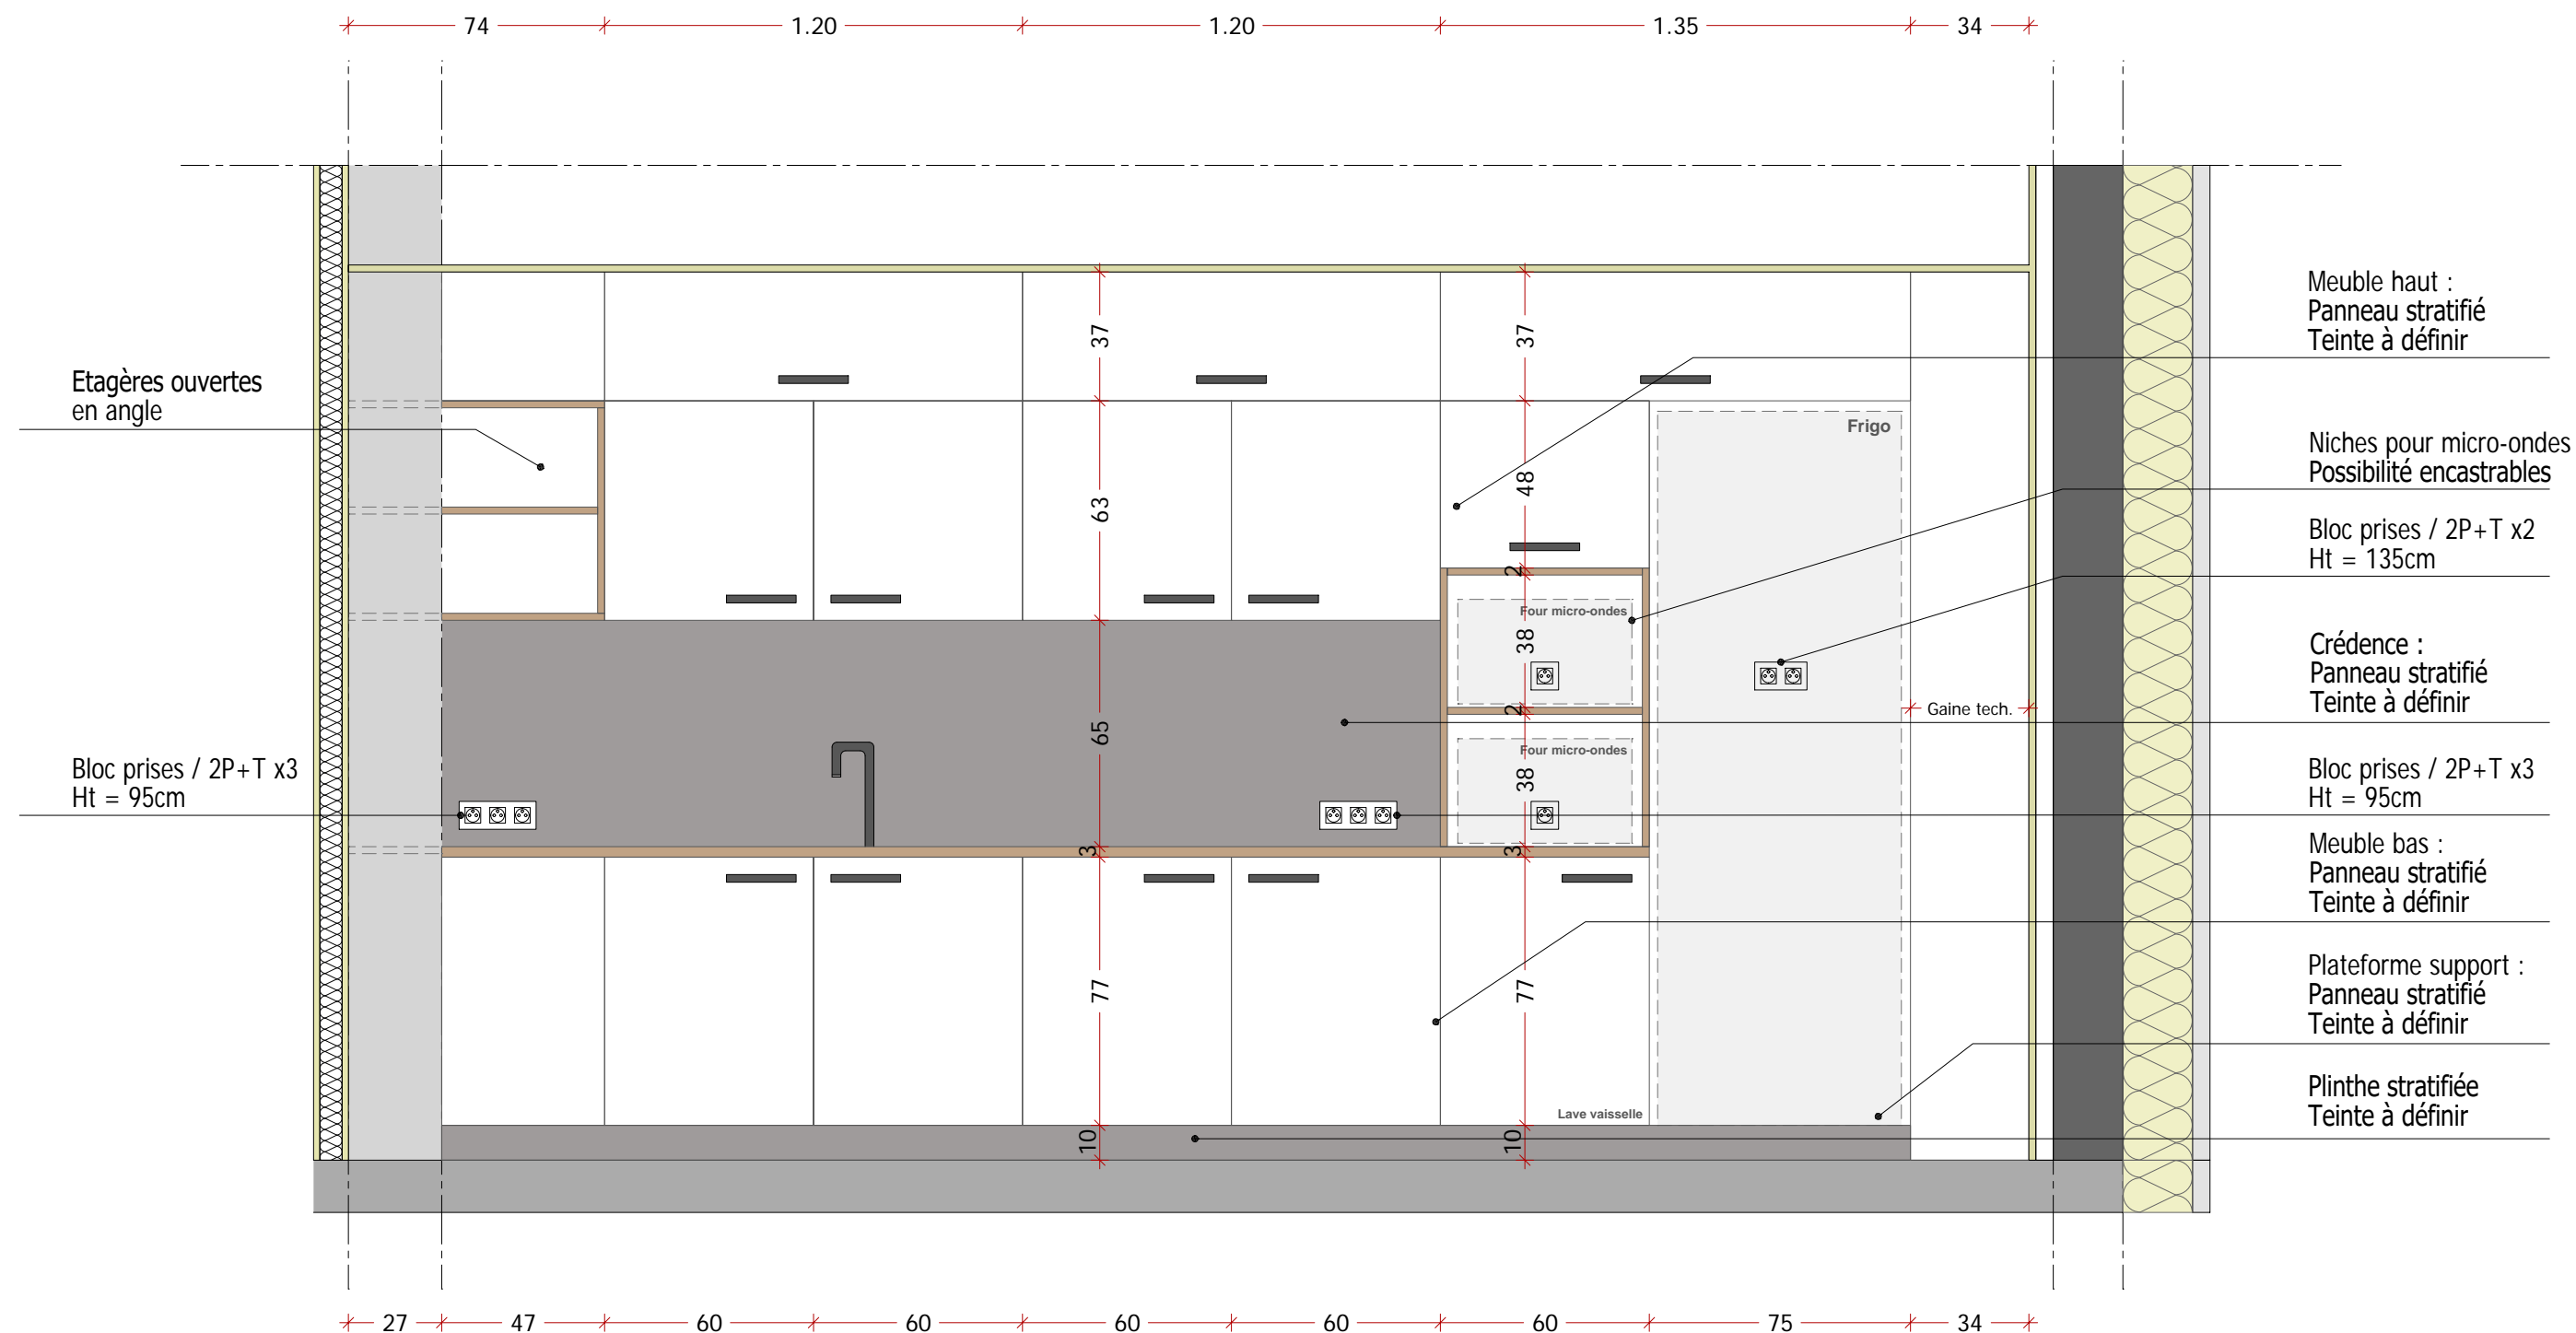 74
1.20
1.20
1.35
34
Etagères ouvertes
en angle
Bloc prises / 2P+T x3
Ht = 95cm
37
63
65
3
77
10
37
48
2
38
2
38
3
77
10
Frigo
Four micro-ondes
Four micro-ondes
Gaine tech.
Lave vaisselle
Meuble haut :
Panneau stratifié
Teinte à définir
Niches pour micro-ondes
Possibilité encastrables
Bloc prises / 2P+T x2
Ht = 135cm
Crédence :
Panneau stratifié
Teinte à définir
Bloc prises / 2P+T x3
Ht = 95cm
Meuble bas :
Panneau stratifié
Teinte à définir
Plateforme support :
Panneau stratifié
Teinte à définir
Plinthe stratifiée
Teinte à définir
27
47
60
60
60
60
60
75
34